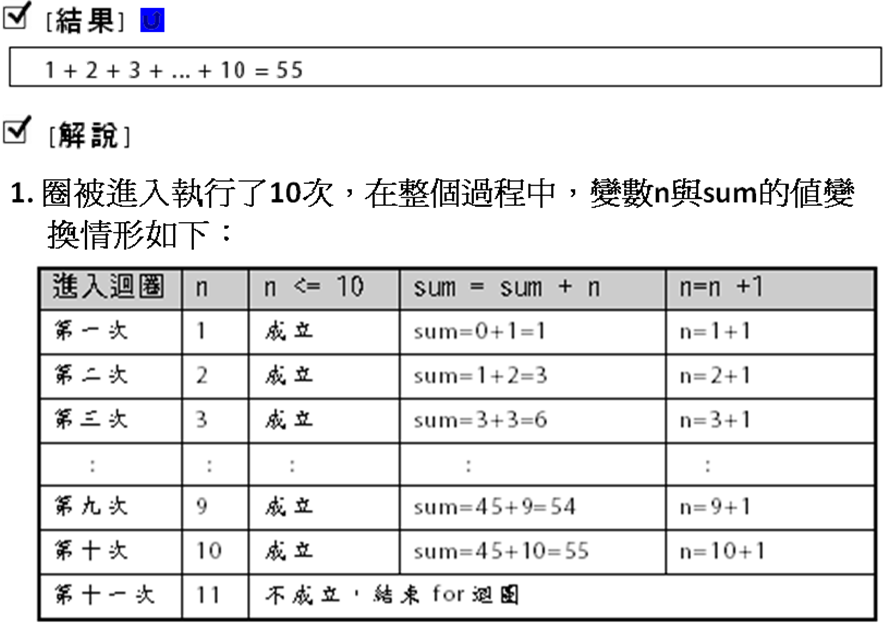 [結果]
1 + 2 + 3 + ... + 10 = 55
[解說]
1. 圈被進入執行了10次，在整個過程中，變數n與sum的值變
換情形如下：
進入迴圈 n n <= 10 sum = sum + n n=n +1
第一次 1 成立 sum=0+1=1 n=1+1
第二次 2 成立 sum=1+2=3 n=2+1
第三次 3 成立 sum=3+3=6 n=3+1
: : : : :
第九次 9 成立 sum=45+9=54 n=9+1
第十次 10 成立 sum=45+10=55 n=10+1
第十一次 11 不成立，結束 for 迴圈